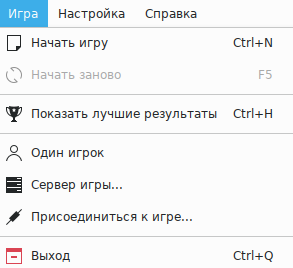 Игра Настройка Справка
Начать игру Ctrl+N
Начать заново F5
Показать лучшие результаты Ctrl+H
Один игрок
Сервер игры...
Присоединиться к игре...
Выход Ctrl+Q